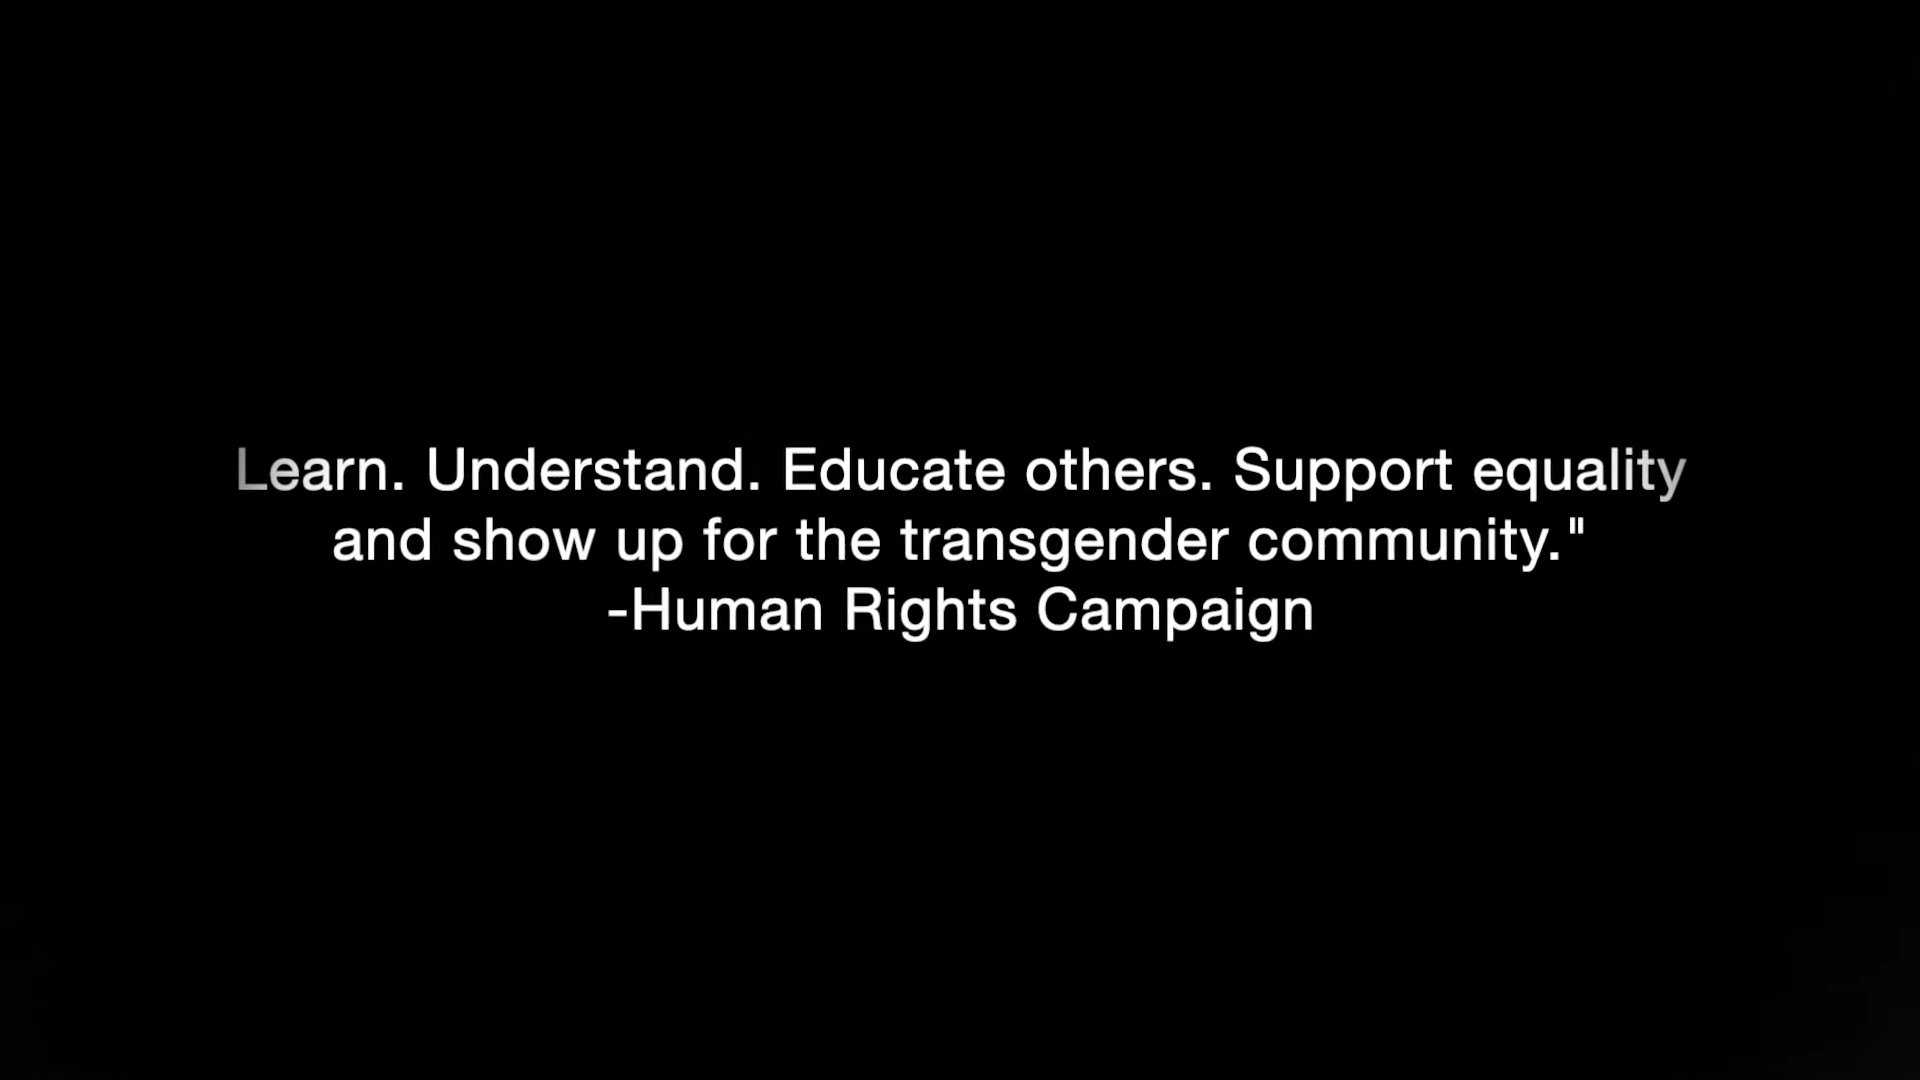 Learn. Understand. Educate others. Support equality
and show up for the transgender community."
-Human Rights Campaign